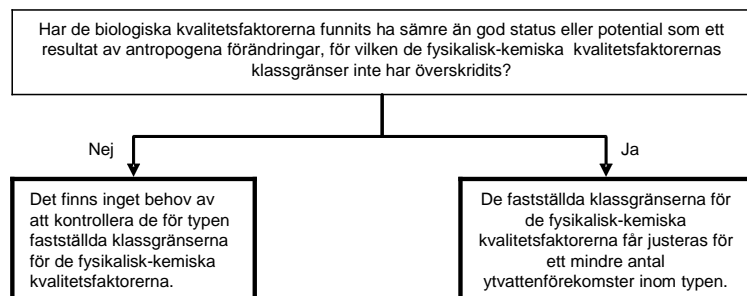 Har de biologiska kvalitetsfaktorerna funnits ha sämre än god status eller potential som ett
resultat av antropogena förändringar, för vilken de fysikalisk-kemiska kvalitetsfaktorernas
klassgränser inte har överskridits?
Nej
Ja
Det finns inget behov av
att kontrollera de för typen
fastställda klassgränserna
för de fysikalisk-kemiska
kvalitetsfaktorerna.
De fastställda klassgränserna för
de fysikalisk-kemiska
kvalitetsfaktorerna får justeras för
ett mindre antal
ytvattenförekomster inom typen.